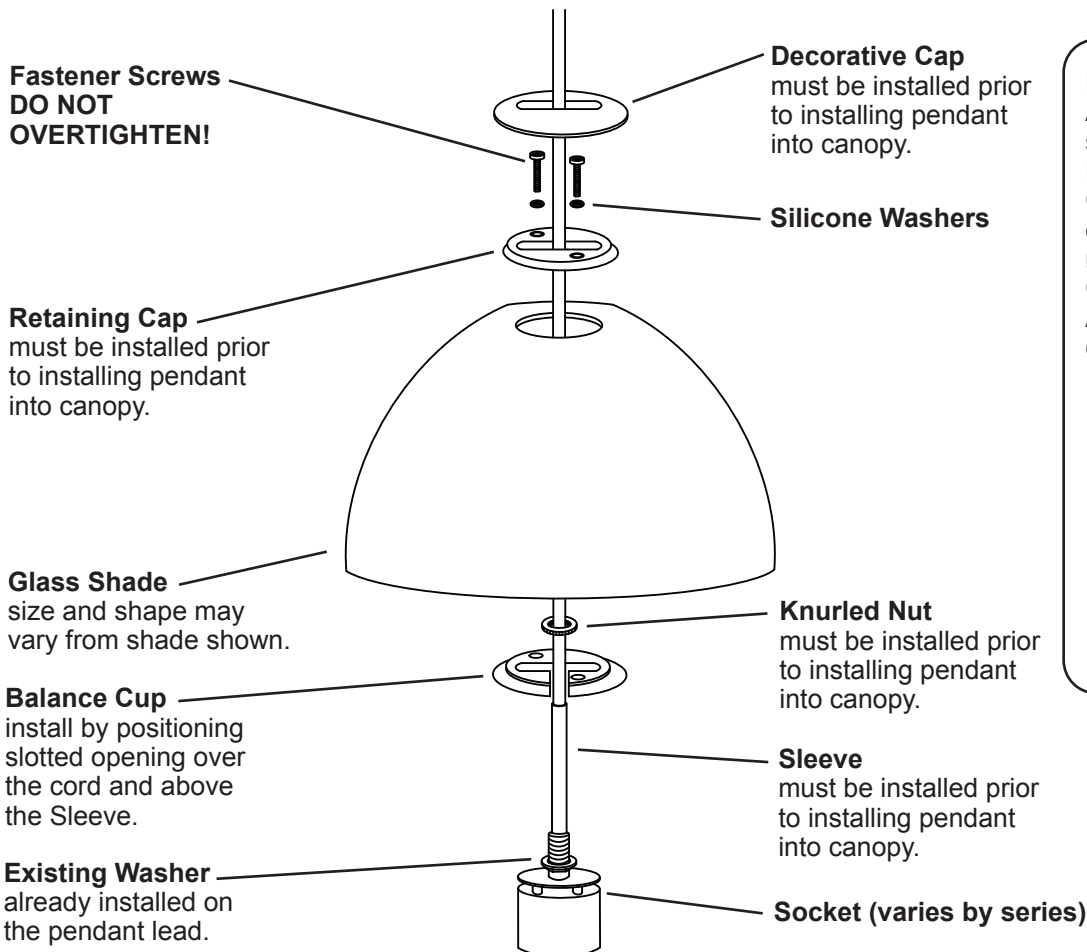 Fastener Screws
DO NOT
OVERTIGHTEN!
Decorative Cap
must be installed prior
to installing pendant
into canopy.
Silicone Washers
Retaining Cap
must be installed prior
to installing pendant
into canopy.
Glass Shade
size and shape may
vary from shade shown.
Knurled Nut
must be installed prior
to installing pendant
into canopy.
Balance Cup
install by positioning
slotted opening over
the cord and above
the Sleeve.
Sleeve
must be installed prior
to installing pendant
into canopy.
Existing Washer
already installed on
the pendant lead.
Socket (varies by series)